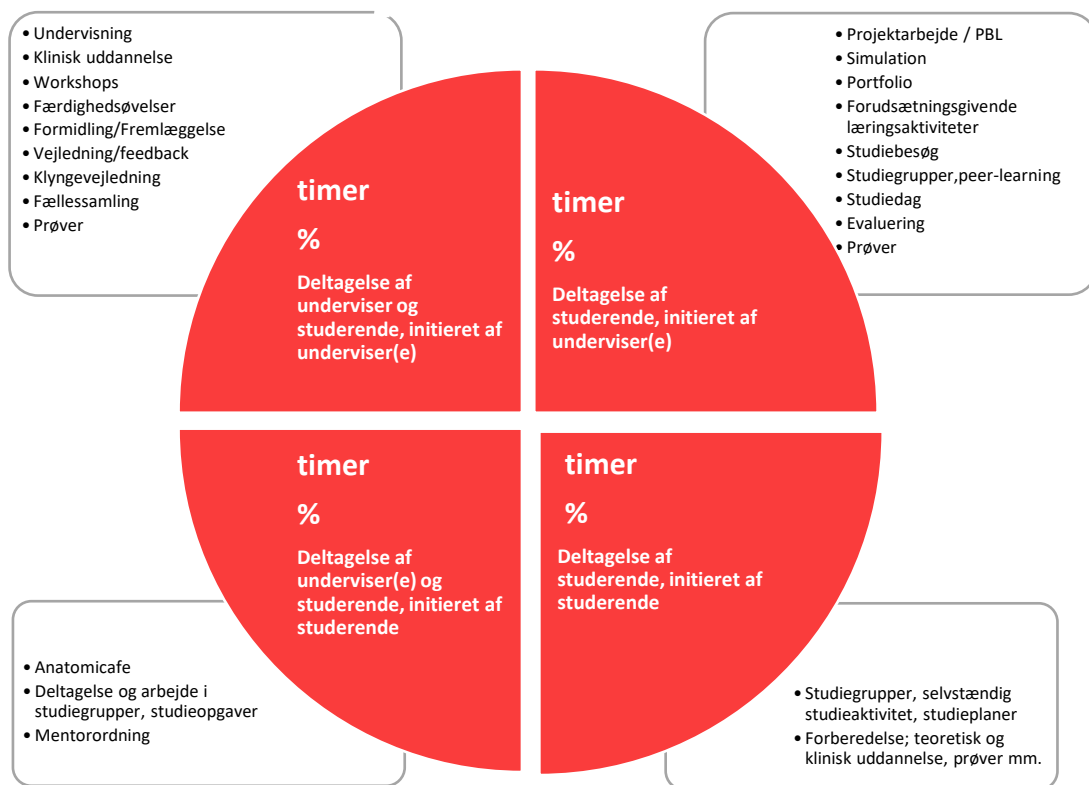 • Undervisning
• Klinisk uddannelse
• Workshops
• Færdighedsøvelser
• Formidling/Fremlæggelse
• Vejledning/feedback
• Klyngevejledning
• Fællessamling
• Prøver
• Projektarbejde / PBL
• Simulation
• Portfolio
• Forudsætningsgivende
læringsaktiviteter
• Studiebesøg
• Studiegrupper,peer-learning
• Studiedag
• Evaluering
• Prøver
timer
%
Deltagelse af
underviser og
studerende, initieret af
underviser(e)
timer
%
Deltagelse af
studerende, initieret af
underviser(e)
timer
%
Deltagelse af
underviser(e) og
studerende, initieret af
studerende
timer
%
Deltagelse af
studerende, initieret af
studerende
• Anatomicafe
• Deltagelse og arbejde i
studiegrupper, studieopgaver
• Mentorordning
• Studiegrupper, selvstændig
studieaktivitet, studieplaner
• Forberedelse; teoretisk og
klinisk uddannelse, prøver mm.